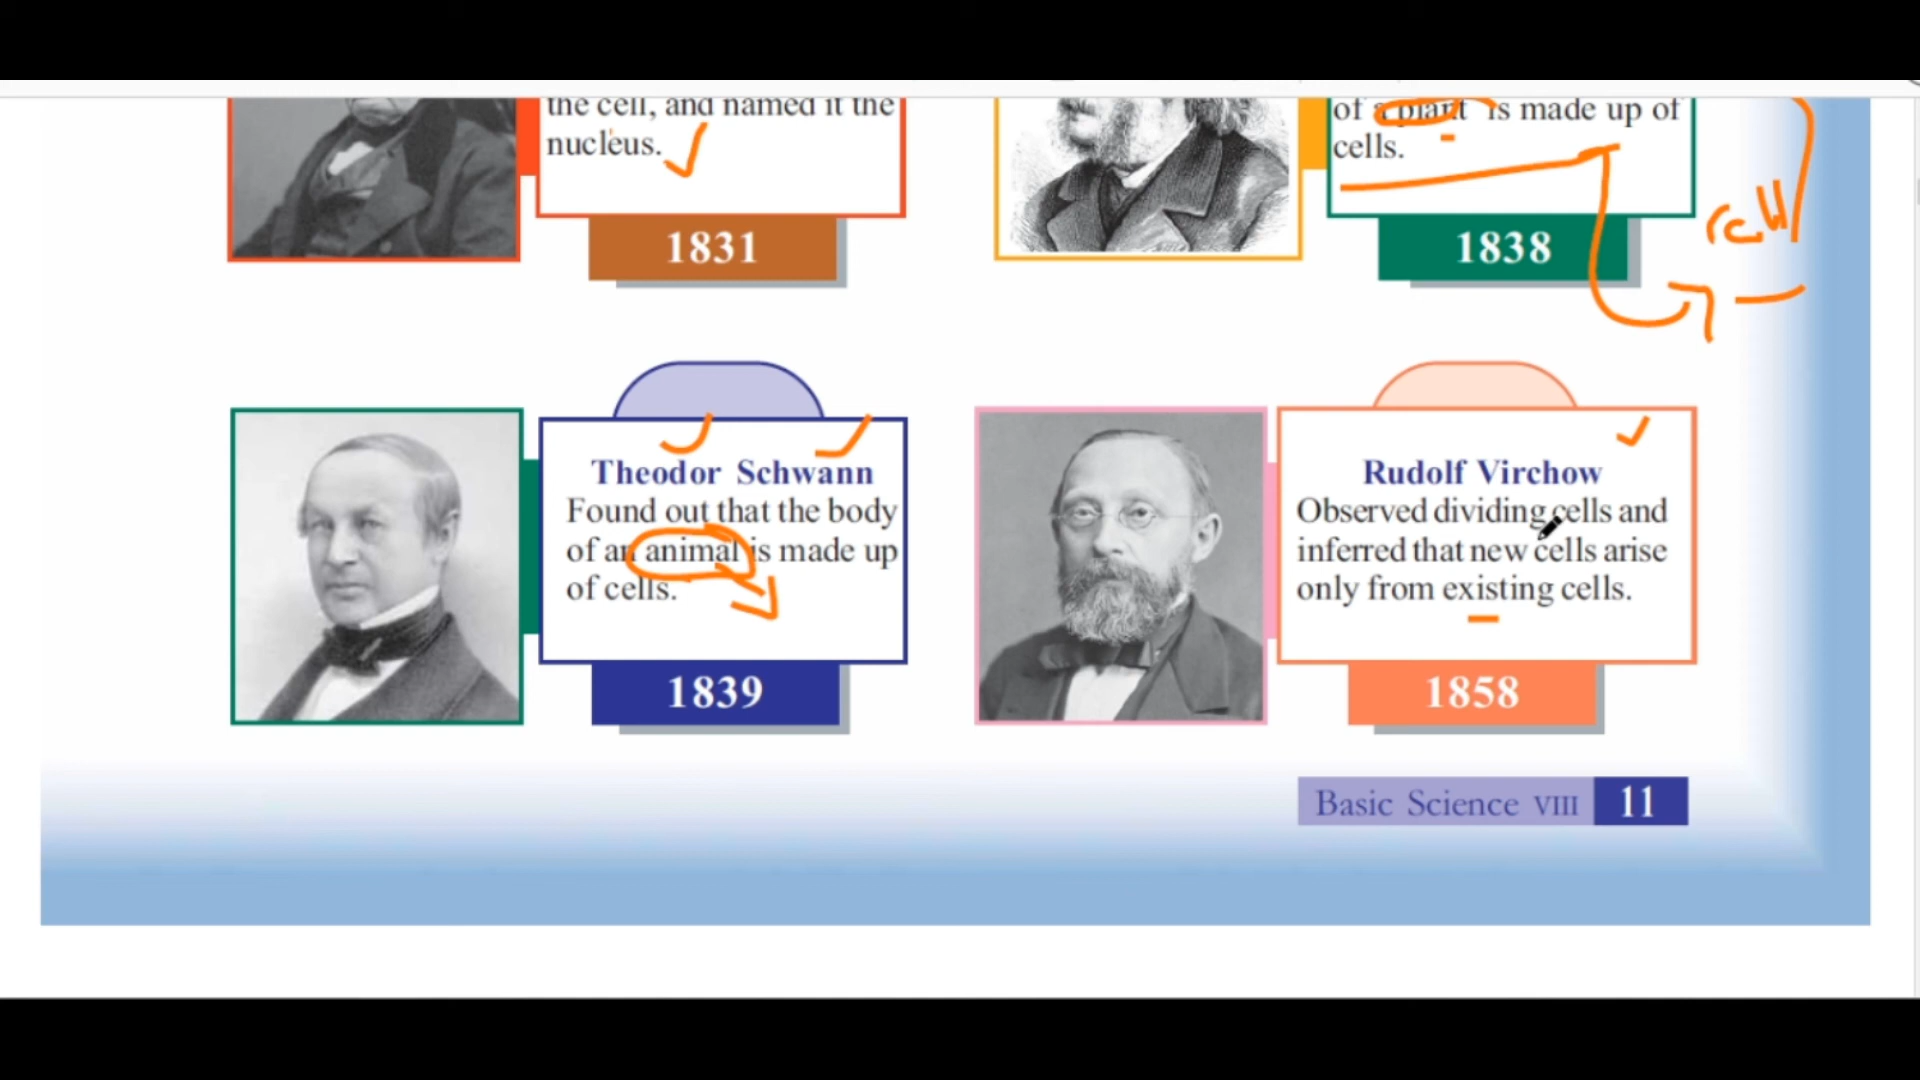 the cell, and named it the
nucleus.
1831
of a plant is made up of
cells.
1838
cell
Theodor Schwann
Found out that the body
of an animal is made up
of cells.
1839
Rudolf Virchow
Observed dividing cells and
inferred that new cells arise
only from existing cells.
1858
Basic Science VIII 11